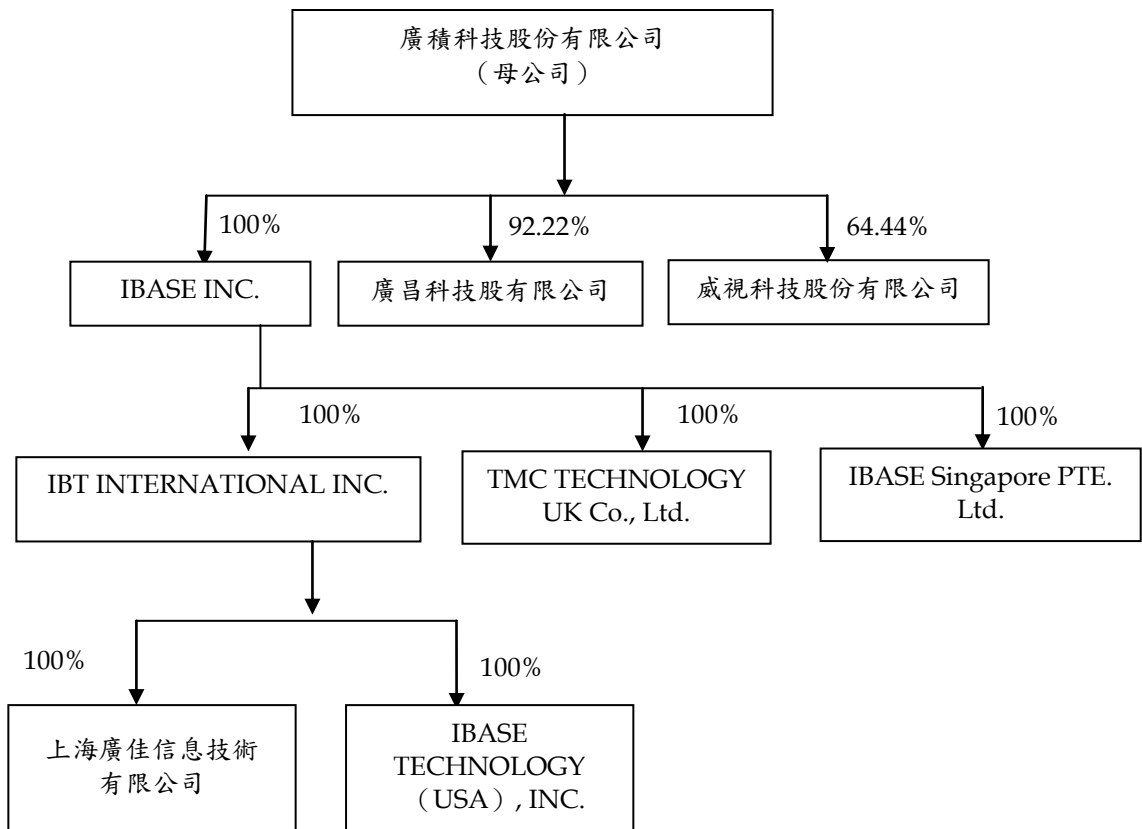 廣積科技股份有限公司
（母公司）
100%
92.22%
64.44%
IBASE INC.
廣昌科技股有限公司
威視科技股份有限公司
100%
100%
100%
IBT INTERNATIONAL INC.
TMC TECHNOLOGY
UK Co., Ltd.
IBASE Singapore PTE.
Ltd.
100%
100%
上海廣佳信息技術
有限公司
IBASE
TECHNOLOGY
（USA）, INC.